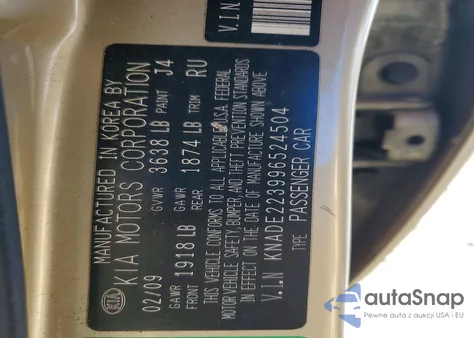 MANUFACTURED IN KOREA BY
KIA KIA MOTORS CORPORATION
02/09 GVWR 3638 LB PAINT J4
GAWR FRONT 1918 LB GAWR REAR 1874 LB TRIM RU
THIS VEHICLE CONFORMS TO ALL APPLICABLE U.S.A. FEDERAL
MOTOR VEHICLE SAFETY, BUMPER, AND THEFT PREVENTION STANDARDS
IN EFFECT ON THE DATE OF MANUFACTURE SHOWN ABOVE
V.I.N KNADE223996524504
TYPE PASSENGER CAR
V.I.N
autoSnap
Pewne auta z aukcji USA i EU